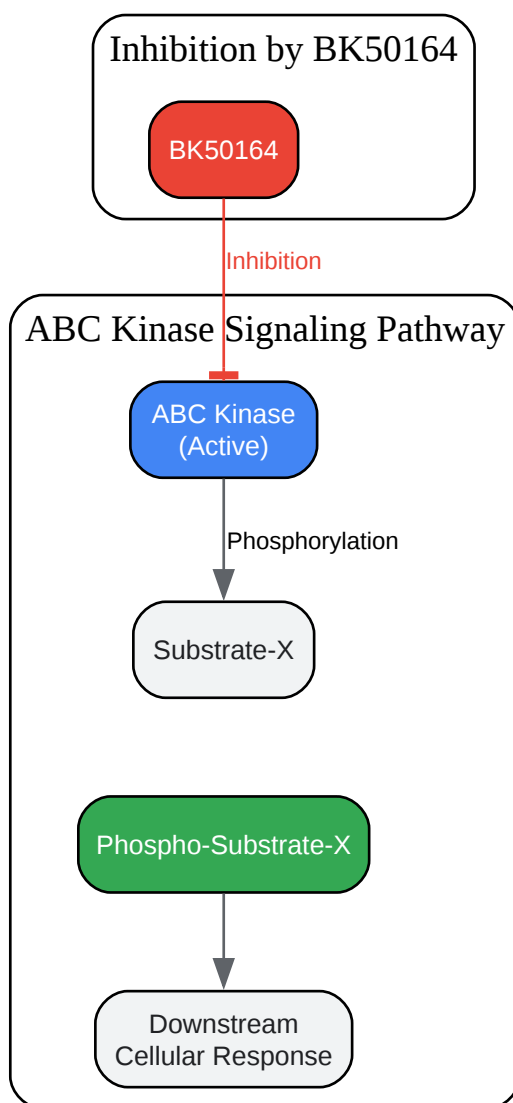 Inhibition by BK50164
BK50164
Inhibition
ABC Kinase Signaling Pathway
ABC Kinase
(Active)
Phosphorylation
Substrate-X
Phospho-Substrate-X
Downstream
Cellular Response